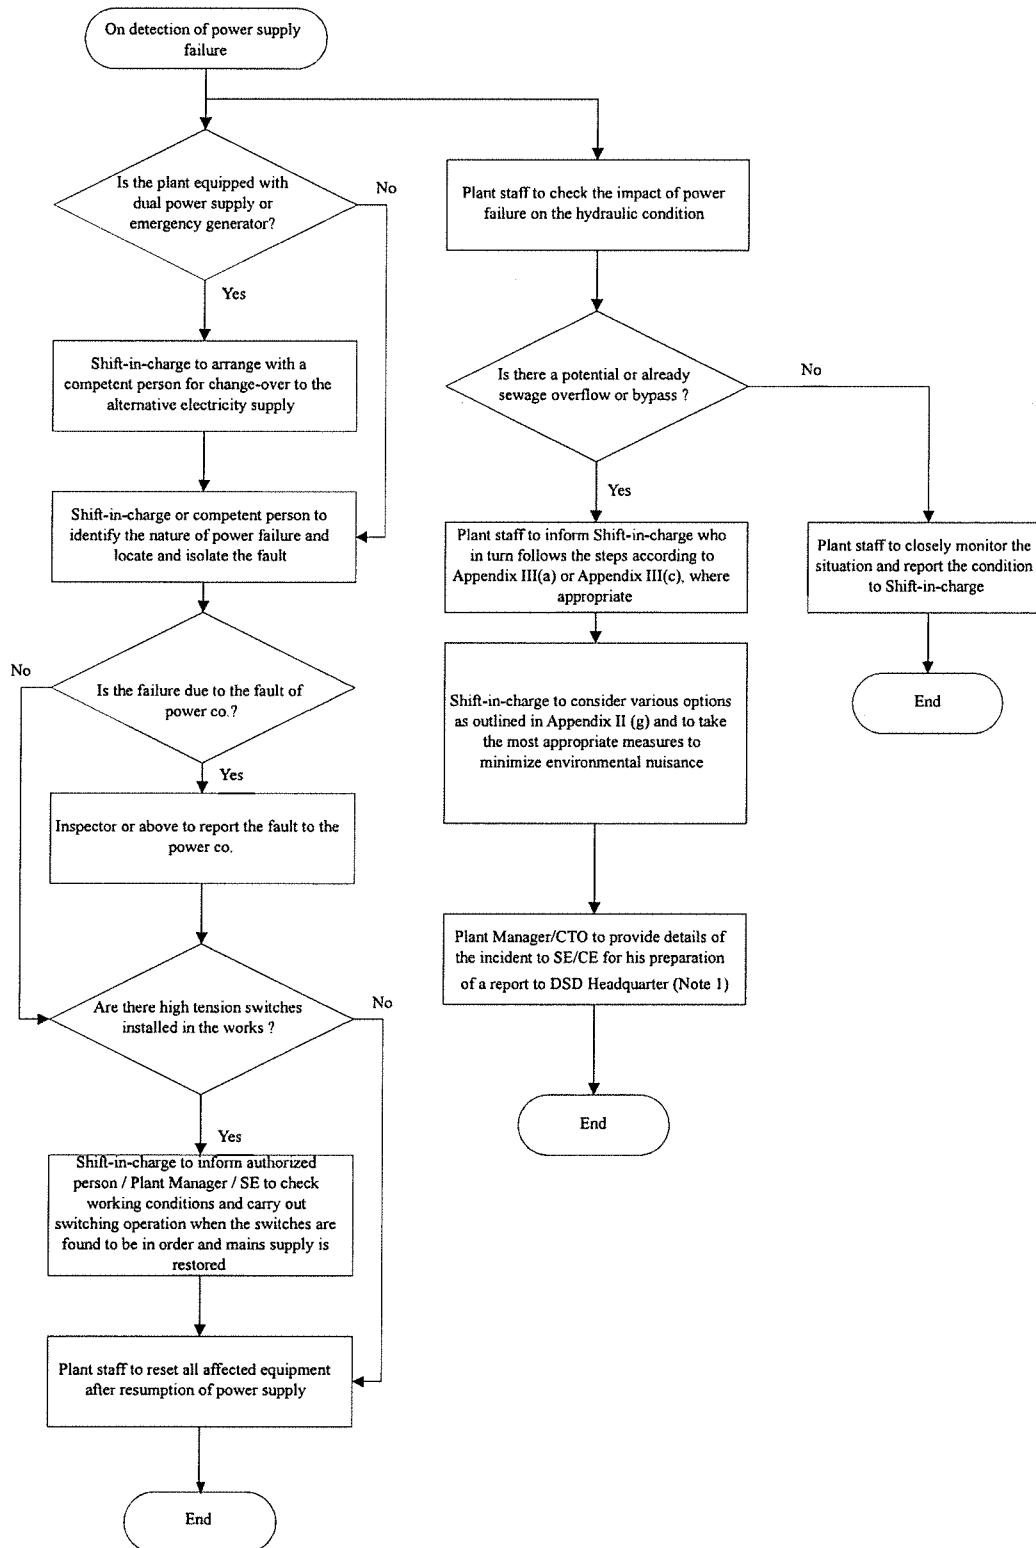 On detection of power supply
failure
Is the plant equipped with
dual power supply or
emergency generator?
No
Yes
Shift-in-charge to arrange with a
competent person for change-over to the
alternative electricity supply
Shift-in-charge or competent person to
identify the nature of power failure and
locate and isolate the fault
No
Is the failure due to the fault of
power co.?
Yes
Inspector or above to report the fault to the
power co.
Are there high tension switches
installed in the works ?
No
Yes
Shift-in-charge to inform authorized
person / Plant Manager / SE to check
working conditions and carry out
switching operation when the switches are
found to be in order and mains supply is
restored
Plant staff to reset all affected equipment
after resumption of power supply
End
Plant staff to check the impact of power
failure on the hydraulic condition
Is there a potential or already
sewage overflow or bypass ?
No
Yes
Plant staff to inform Shift-in-charge who
in turn follows the steps according to
Appendix III(a) or Appendix III(c), where
appropriate
Shift-in-charge to consider various options
as outlined in Appendix II (g) and to take
the most appropriate measures to
minimize environmental nuisance
Plant Manager/CTO to provide details of
the incident to SE/CE for his preparation
of a report to DSD Headquarter (Note 1)
End
Plant staff to closely monitor the
situation and report the condition
to Shift-in-charge
End